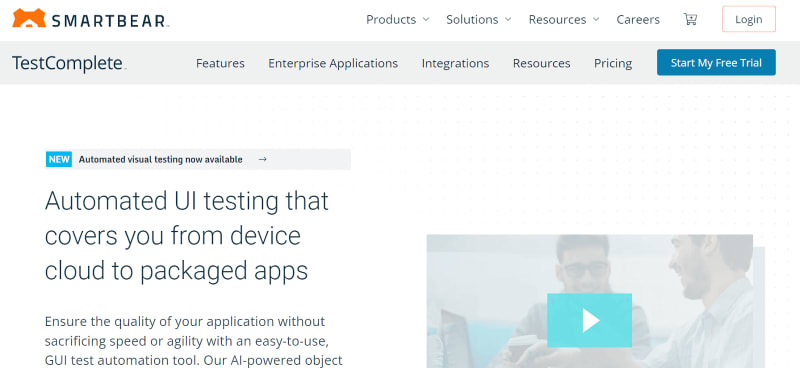 SMARTBEAR
Products Solutions Resources Careers Login
TestComplete
Features Enterprise Applications Integrations Resources Pricing Start My Free Trial
NEW Automated visual testing now available →
Automated UI testing that
covers you from device
cloud to packaged apps
Ensure the quality of your application without
sacrificing speed or agility with an easy-to-use,
GUI test automation tool. Our AI-powered object